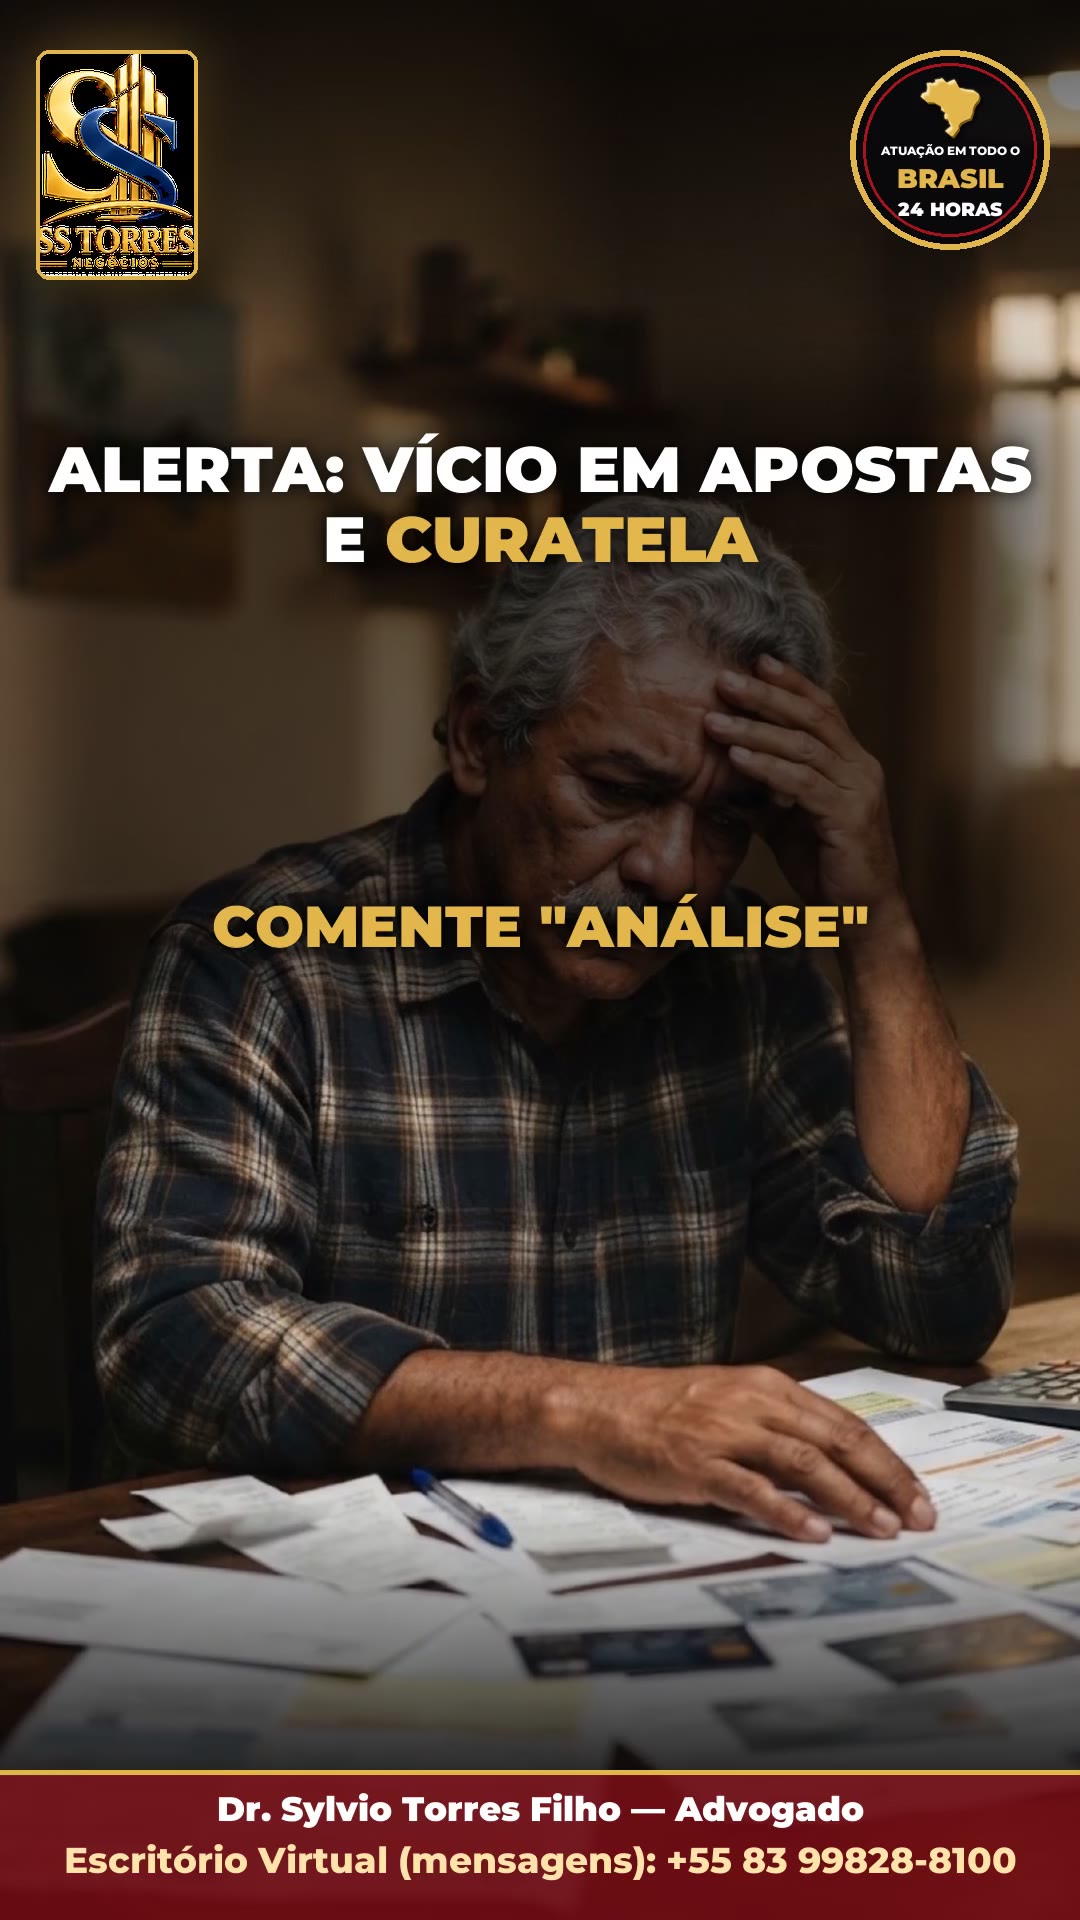 SS TORRES
NEGÓCIOS
ATUAÇÃO EM TODO O
BRASIL
24 HORAS
ALERTA: VÍCIO EM APOSTAS
E CURATELA
COMENTE "ANÁLISE"
Dr. Sylvio Torres Filho — Advogado
Escritório Virtual (mensagens): +55 83 99828-8100